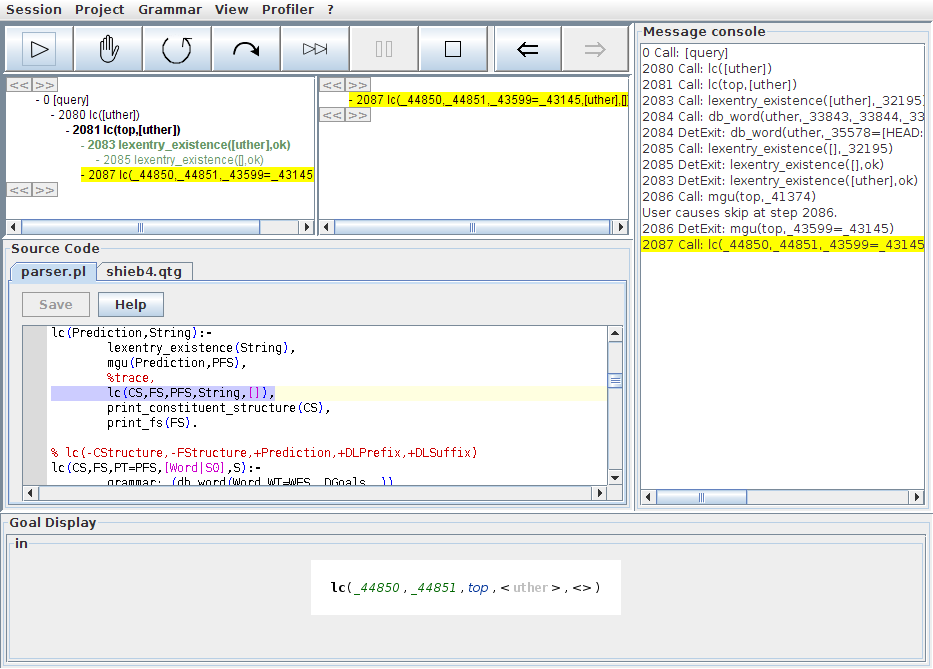 Session Project Grammar View Profiler ?
<< >>
- 0 [query]
- 2080 lc([uther])
- 2081 lc(top,[uther])
- 2083 lexentry_existence([uther],ok)
- 2085 lexentry_existence([],ok)
- 2087 lc(_44850,_44851,_43599=_43145
<< >>
<< >>
- 2087 lc(_44850,_44851,_43599=_43145,[uther],[]
<< >>
Message console
0 Call: [query]
2080 Call: lc([uther])
2081 Call: lc(top,[uther])
2083 Call: lexentry_existence([uther],_32195)
2084 Call: db_word(uther,_33843,_33844,_33
2084 DetExit: db_word(uther,_35578=[HEAD:
2085 Call: lexentry_existence([],_32195)
2085 DetExit: lexentry_existence([],ok)
2083 DetExit: lexentry_existence([uther],ok)
2086 Call: mgu(top,_41374)
User causes skip at step 2086.
2086 DetExit: mgu(top,_43599=_43145)
2087 Call: lc(_44850,_44851,_43599=_43145
Source Code
parser.pl shieb4.qtg
Save Help
lc(Prediction,String):-
lexentry_existence(String),
mgu(Prediction,PFS),
%trace,
lc(CS,FS,PFS,String,[]),
print_constituent_structure(CS),
print_fs(FS).
% lc(-CStructure,-FStructure,+Prediction,+DLPrefix,+DLSuffix)
lc(CS,FS,PT=PFS,[Word|S0],S):-
grammar: (db_word(Word,WT=WFS, DGoals, ))
Goal Display
in
lc(_44850 , _44851 , top , < uther > , <> )